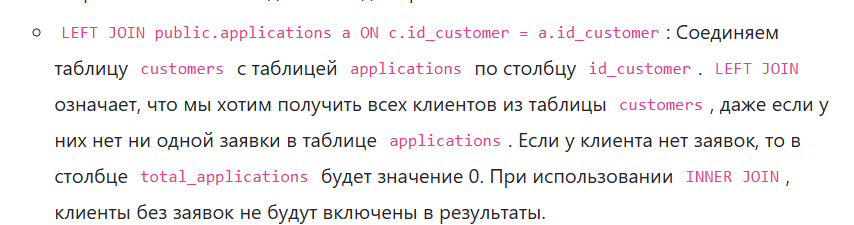 LEFT JOIN public.applications a ON c.id_customer = a.id_customer : Соединяем
таблицу customers с таблицей applications по столбцу id_customer . LEFT JOIN
означает, что мы хотим получить всех клиентов из таблицы customers , даже если у
них нет ни одной заявки в таблице applications . Если у клиента нет заявок, то в
столбце total_applications будет значение 0. При использовании INNER JOIN ,
клиенты без заявок не будут включены в результаты.